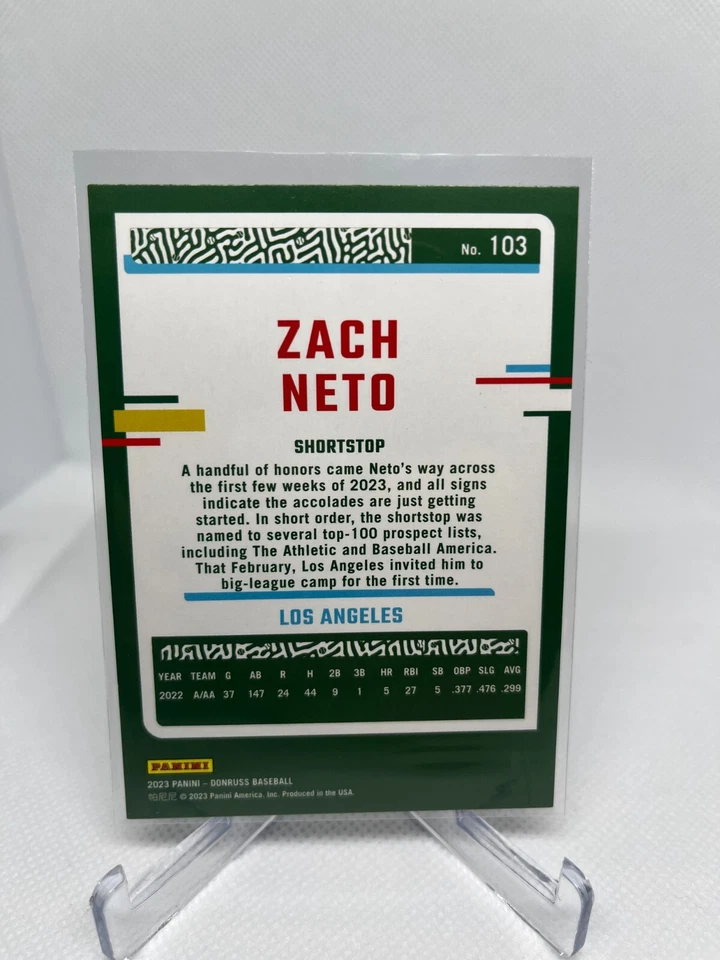 No. 103
ZACH
NETO
SHORTSTOP
A handful of honors came Neto's way across
the first few weeks of 2023, and all signs
indicate the accolades are just getting
started. In short order, the shortstop was
named to several top-100 prospect lists,
including The Athletic and Baseball America.
That February, Los Angeles invited him to
big-league camp for the first time.
LOS ANGELES
YEAR TEAM G AB R H 2B 3B HR RBI SB OBP SLG AVG
2022 A/AA 37 147 24 44 9 1 5 27 5 .377 .476 .299
PANINI
2023 PANINI – DONRUSS BASEBALL
帕尼尼 © 2023 Panini America, Inc. Produced in the USA.